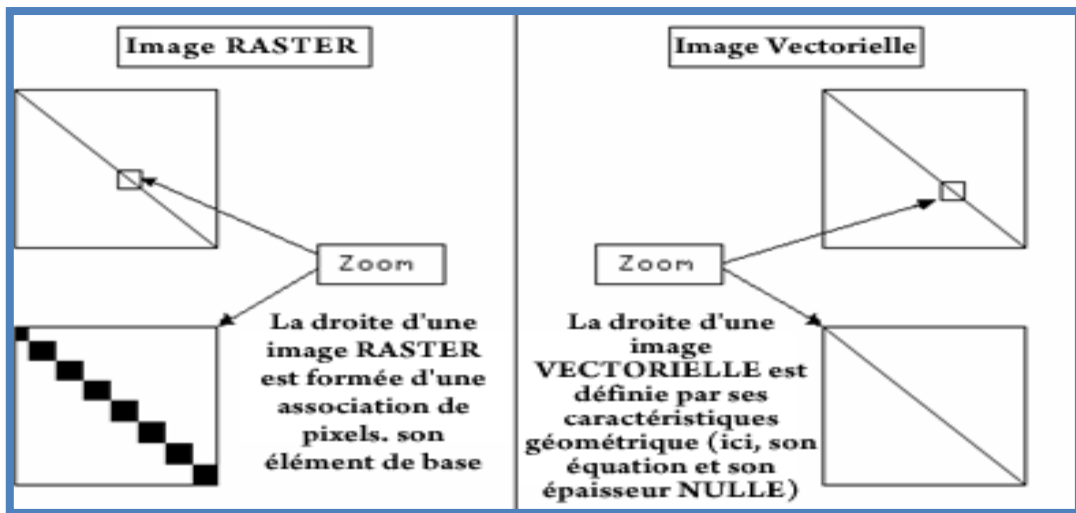 Image RASTER
Zoom
La droite d'une
image RASTER
est formée d'une
association de
pixels. son
élément de base
Image Vectorielle
Zoom
La droite d'une
image
VECTORIELLE est
définie par ses
caractéristiques
géométrique (ici, son
équation et son
épaisseur NULLE)